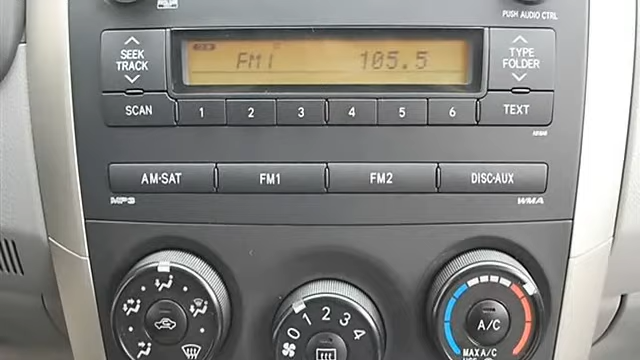 PUSH AUDIO CTRL
SEEK
TRACK
FM1 105.5
TYPE
FOLDER
SCAN 1 2 3 4 5 6 TEXT
AM·SAT FM1 FM2 DISC·AUX
MP3 WMA
0 1 2 3 4
A/C
MAX A/C